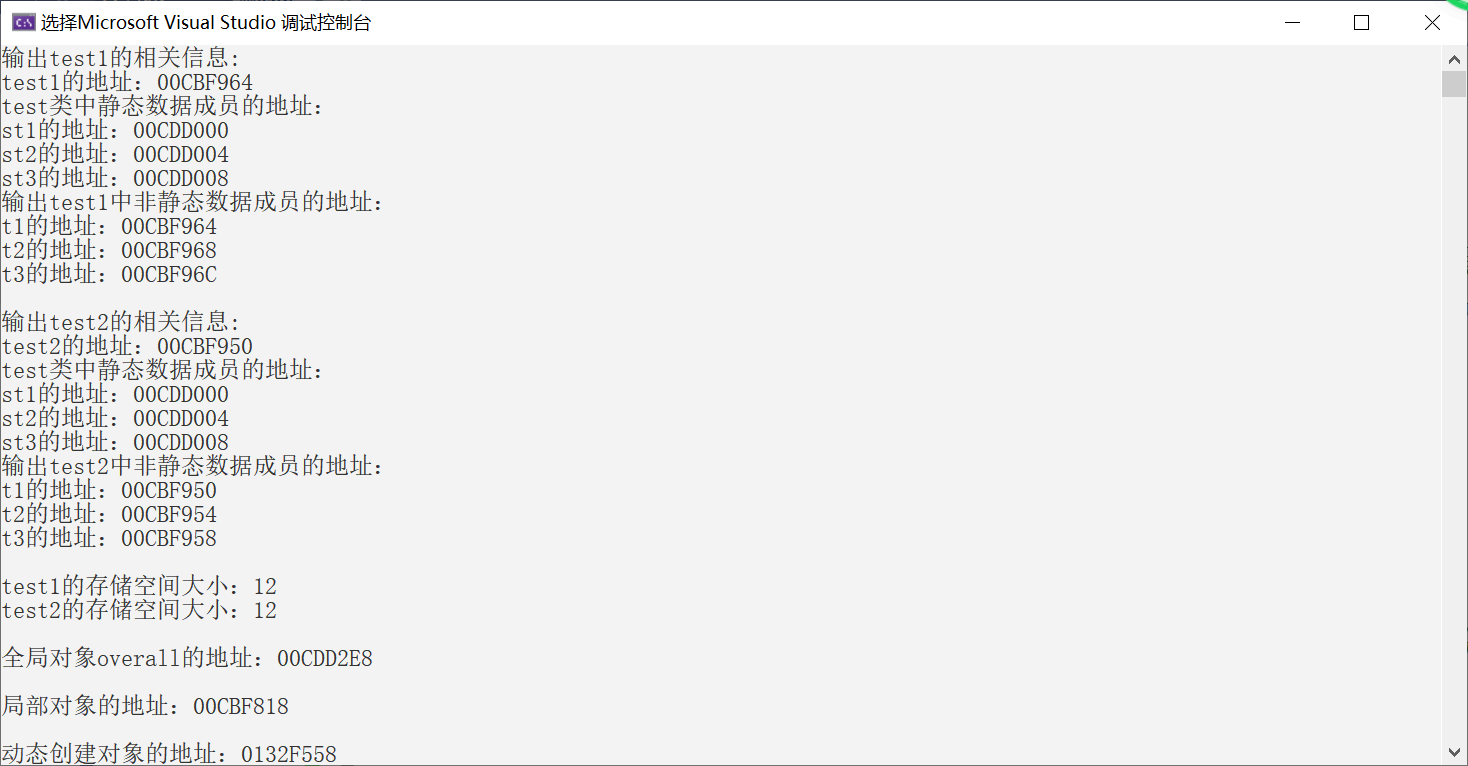 选择Microsoft Visual Studio 调试控制台
输出test1的相关信息:
test1的地址：00CBF964
test类中静态数据成员的地址：
st1的地址：00CDD000
st2的地址：00CDD004
st3的地址：00CDD008
输出test1中非静态数据成员的地址：
t1的地址：00CBF964
t2的地址：00CBF968
t3的地址：00CBF96C
输出test2的相关信息:
test2的地址：00CBF950
test类中静态数据成员的地址：
st1的地址：00CDD000
st2的地址：00CDD004
st3的地址：00CDD008
输出test2中非静态数据成员的地址：
t1的地址：00CBF950
t2的地址：00CBF954
t3的地址：00CBF958
test1的存储空间大小：12
test2的存储空间大小：12
全局对象overall的地址：00CDD2E8
局部对象的地址：00CBF818
动态创建对象的地址：0132F558